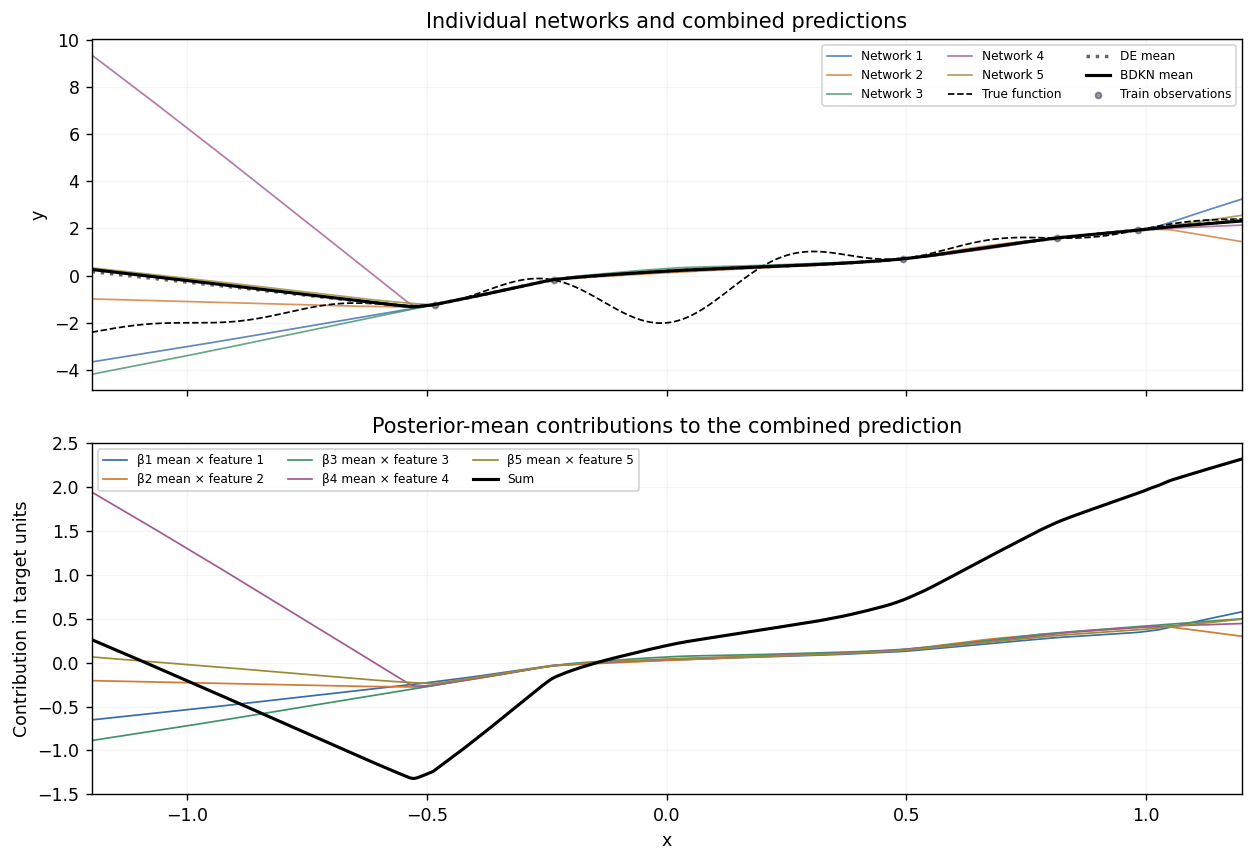 Individual networks and combined predictions
10
8
6
4
2
0
−2
−4
y
Network 1
Network 2
Network 3
Network 4
Network 5
True function
DE mean
BDKN mean
Train observations
Posterior-mean contributions to the combined prediction
2.5
2.0
1.5
1.0
0.5
0.0
−0.5
−1.0
−1.5
Contribution in target units
β1 mean × feature 1
β2 mean × feature 2
β3 mean × feature 3
β4 mean × feature 4
β5 mean × feature 5
Sum
−1.0
−0.5
0.0
0.5
1.0
x